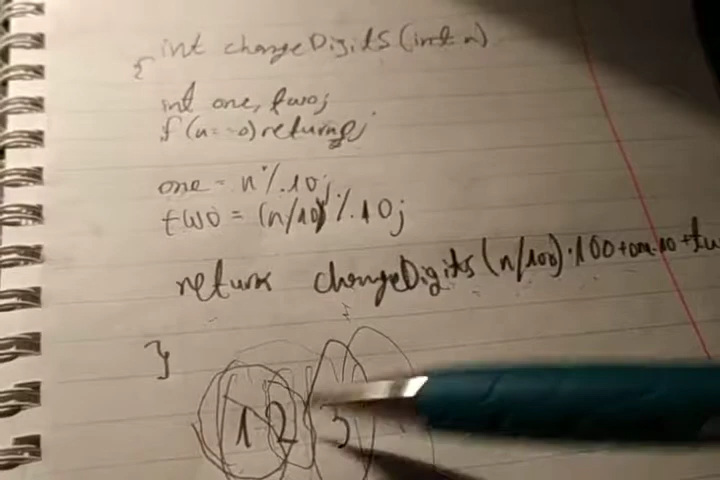 int changeDigits(int n)
{
int one, two;
if (n==0) return 0;
one = n%10;
two = (n/10)%10;
return changeDigits(n/100)·100+one·10+tw
}
1 2 3